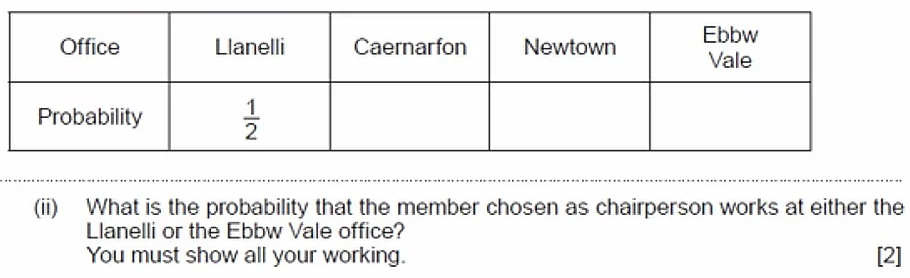 Office Llanelli Caernarfon Newtown Ebbw Vale
Probability 1/2
(ii) What is the probability that the member chosen as chairperson works at either the
Llanelli or the Ebbw Vale office?
You must show all your working. [2]